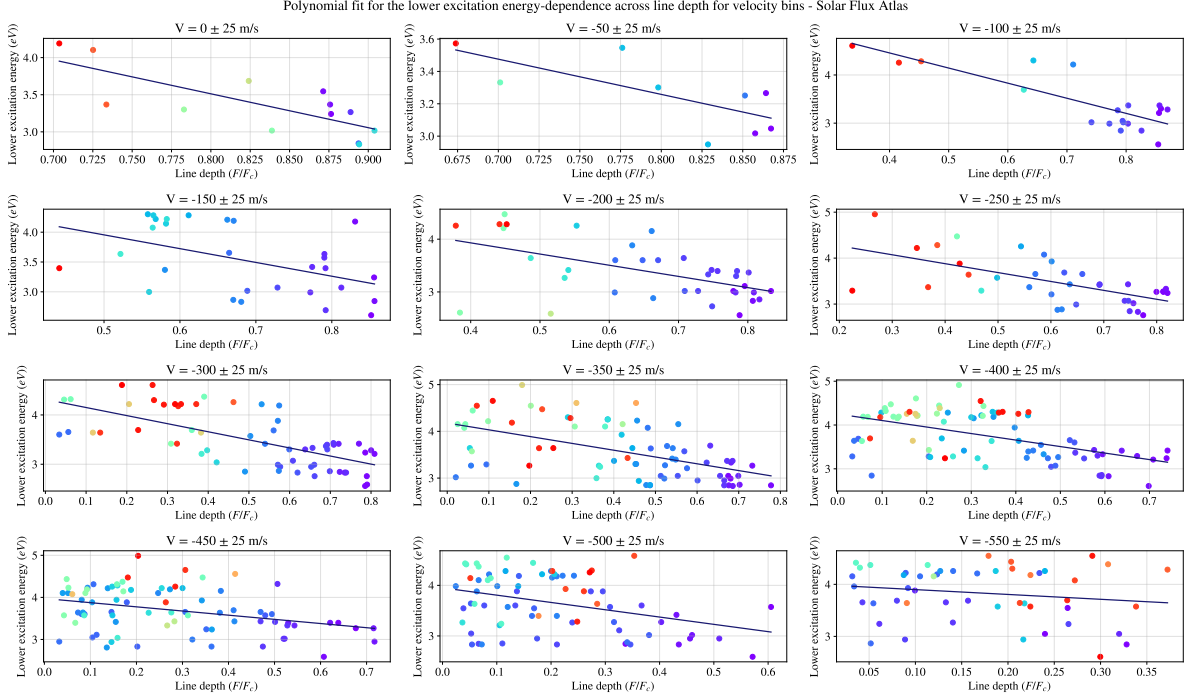 Polynomial fit for the lower excitation energy-dependence across line depth for velocity bins - Solar Flux Atlas
V = 0 ± 25 m/s
V = -50 ± 25 m/s
V = -100 ± 25 m/s
Lower excitation energy (eV))
4.0
3.5
3.0
0.700 0.725 0.750 0.775 0.800 0.825 0.850 0.875 0.900
Line depth (F/Fc)
Lower excitation energy (eV))
3.6
3.4
3.2
3.0
0.675 0.700 0.725 0.750 0.775 0.800 0.825 0.850 0.875
Line depth (F/Fc)
Lower excitation energy (eV))
4
3
0.4 0.5 0.6 0.7 0.8
Line depth (F/Fc)
V = -150 ± 25 m/s
V = -200 ± 25 m/s
V = -250 ± 25 m/s
Lower excitation energy (eV))
4.0
3.5
3.0
0.5 0.6 0.7 0.8
Line depth (F/Fc)
Lower excitation energy (eV))
4
3
0.4 0.5 0.6 0.7 0.8
Line depth (F/Fc)
Lower excitation energy (eV))
5
4
3
0.2 0.3 0.4 0.5 0.6 0.7 0.8
Line depth (F/Fc)
V = -300 ± 25 m/s
V = -350 ± 25 m/s
V = -400 ± 25 m/s
Lower excitation energy (eV))
4
3
0.0 0.1 0.2 0.3 0.4 0.5 0.6 0.7 0.8
Line depth (F/Fc)
Lower excitation energy (eV))
5
4
3
0.0 0.1 0.2 0.3 0.4 0.5 0.6 0.7 0.8
Line depth (F/Fc)
Lower excitation energy (eV))
5
4
3
0.0 0.1 0.2 0.3 0.4 0.5 0.6 0.7
Line depth (F/Fc)
V = -450 ± 25 m/s
V = -500 ± 25 m/s
V = -550 ± 25 m/s
Lower excitation energy (eV))
5
4
3
0.0 0.1 0.2 0.3 0.4 0.5 0.6 0.7
Line depth (F/Fc)
Lower excitation energy (eV))
4
3
0.0 0.1 0.2 0.3 0.4 0.5 0.6
Line depth (F/Fc)
Lower excitation energy (eV))
4
3
0.05 0.10 0.15 0.20 0.25 0.30 0.35
Line depth (F/Fc)